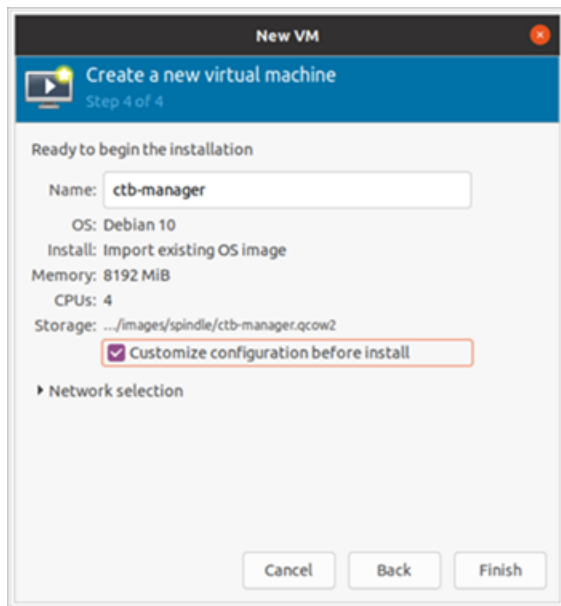 New VM
Create a new virtual machine
Step 4 of 4
Ready to begin the installation
Name: ctb-manager
OS: Debian 10
Install: Import existing OS image
Memory: 8192 MiB
CPUs: 4
Storage: .../images/spindle/ctb-manager.qcow2
Customize configuration before install
Network selection
Cancel Back Finish